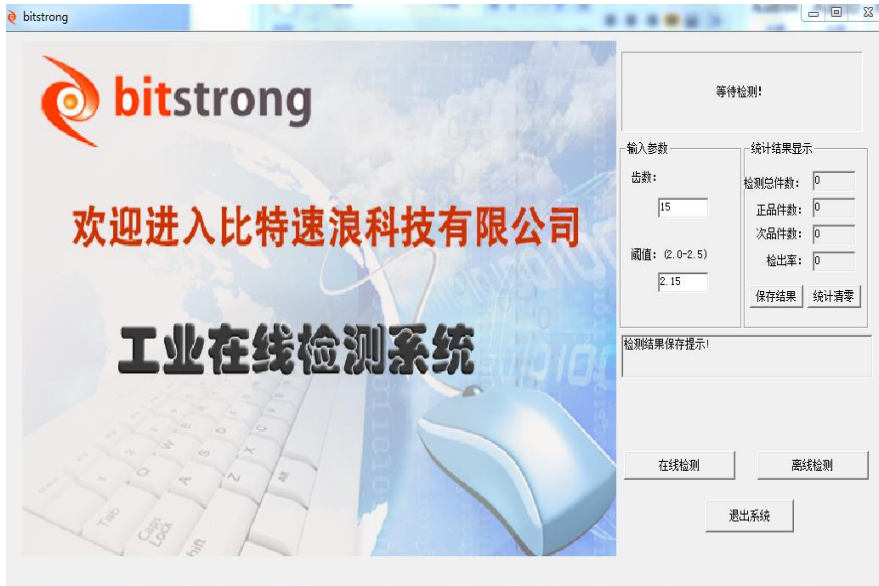 bitstrong
bitstrong
欢迎进入比特速浪科技有限公司
工业在线检测系统
等待检测!
输入参数
齿数:
15
阈值: (2.0-2.5)
2.15
统计结果显示
检测总件数: 0
正品件数: 0
次品件数: 0
检出率: 0
保存结果 统计清零
检测结果保存提示!
在线检测 离线检测
退出系统
Tab
Caps Lock
A
S
Z
X